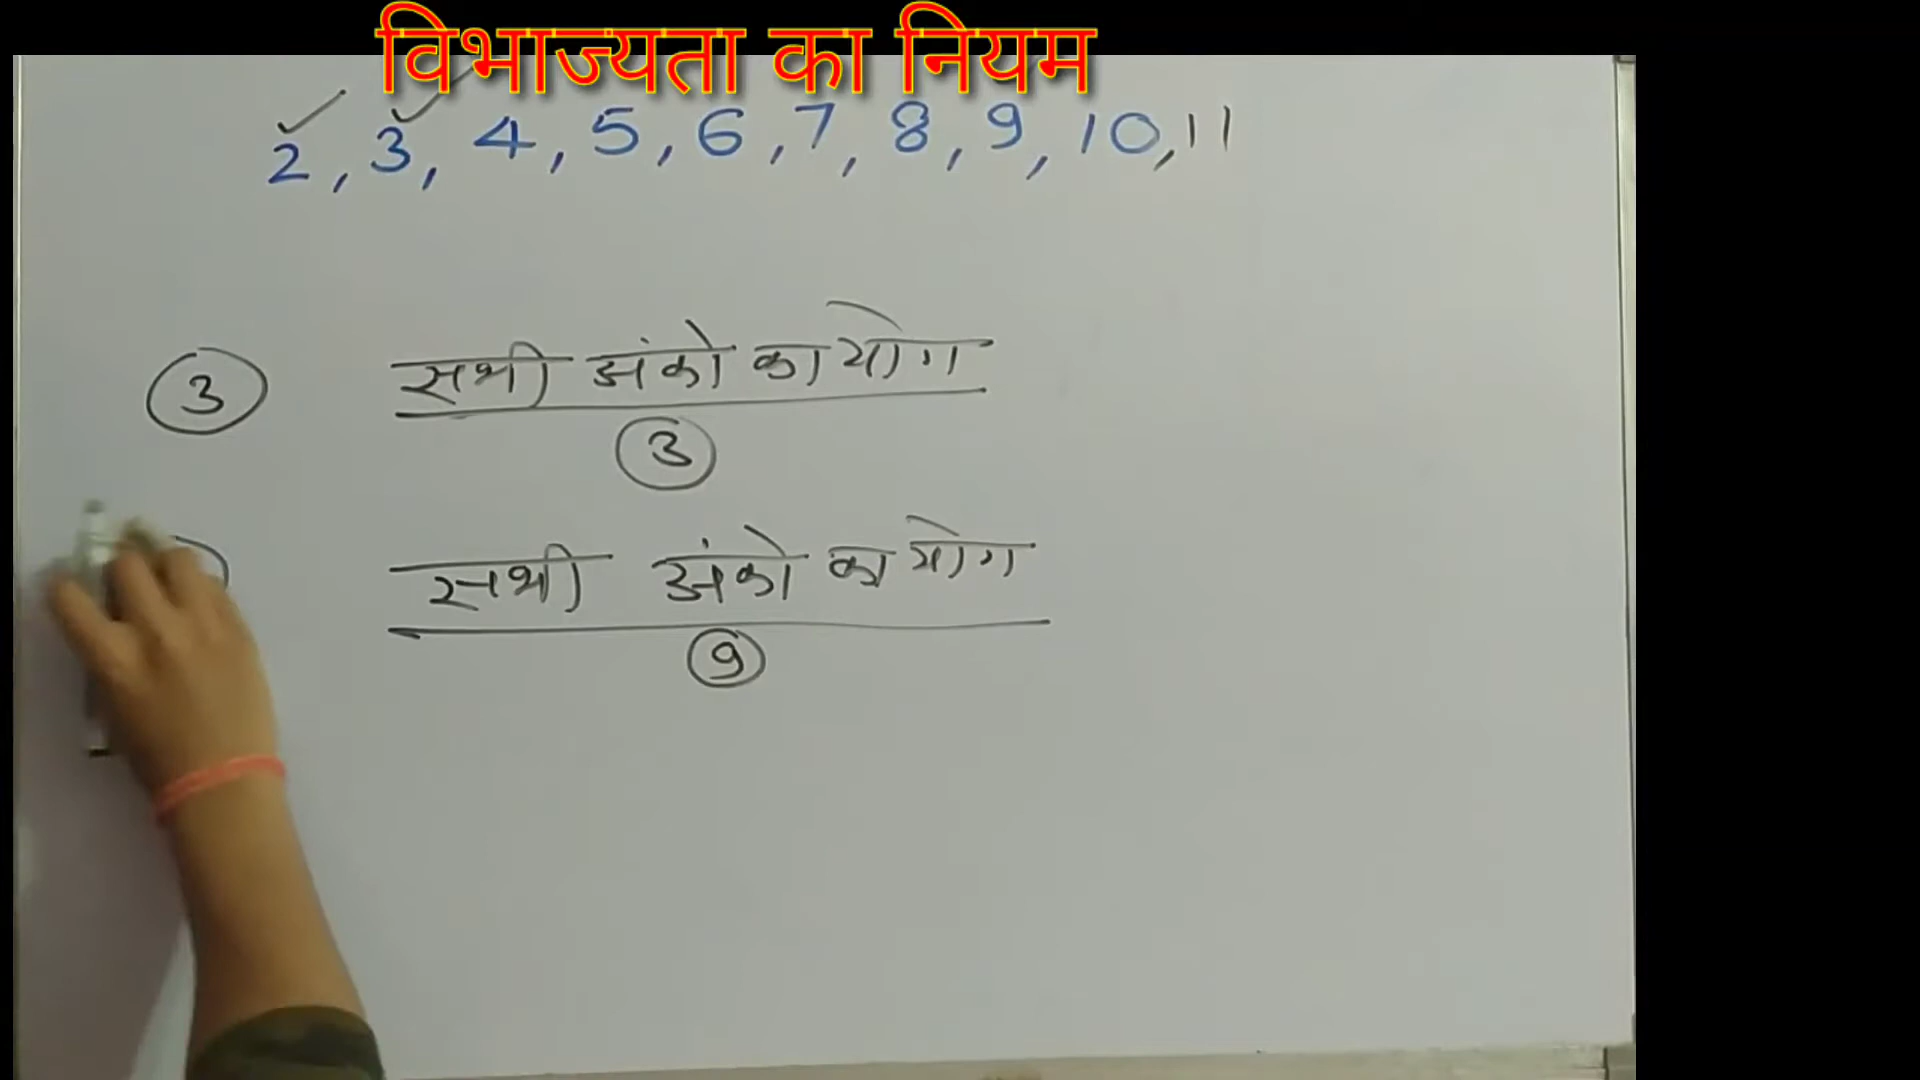 विभाज्यता का नियम
2, 3, 4, 5, 6, 7, 8, 9, 10, 11
3 सभी अंको का योग
3
सभी अंको का योग
9